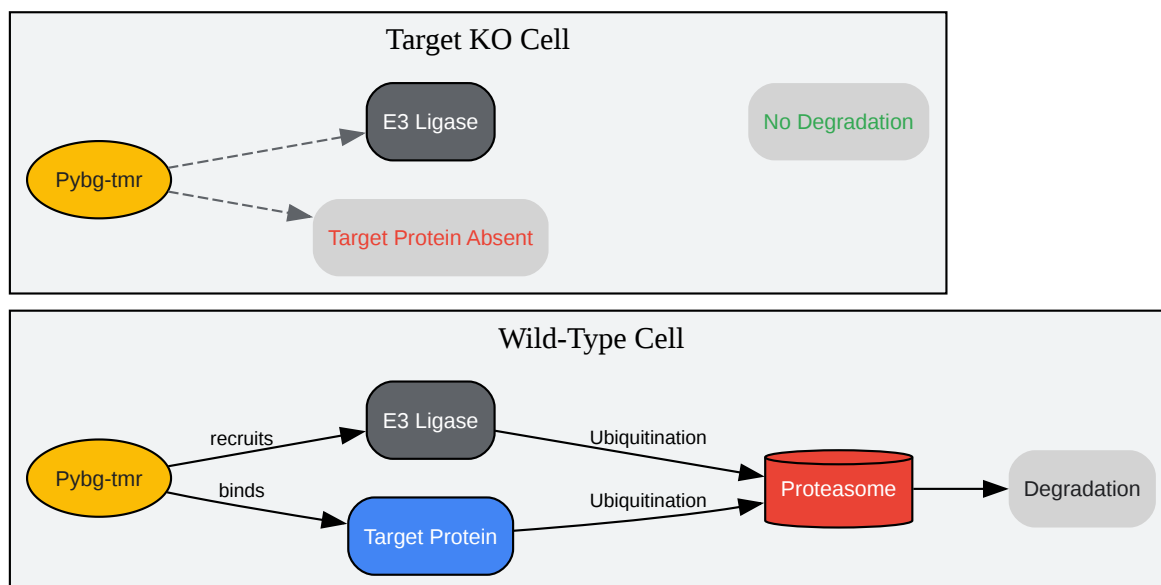 Target KO Cell
E3 Ligase
No Degradation
Pybg-tmr
Target Protein Absent
Wild-Type Cell
E3 Ligase
recruits
Ubiquitination
Pybg-tmr
Proteasome
Degradation
binds
Ubiquitination
Target Protein